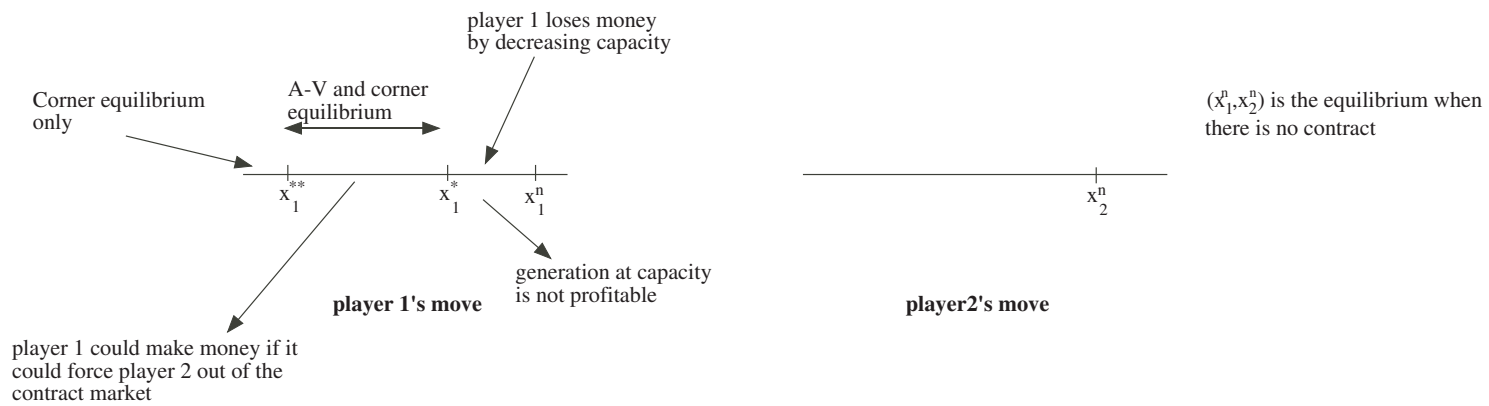 player 1 loses money
by decreasing capacity
A-V and corner
equilibrium
Corner equilibrium
only
(x₁ⁿ,x₂ⁿ) is the equilibrium when
there is no contract
x₁**
x₁*
x₁ⁿ
x₂ⁿ
generation at capacity
is not profitable
player 1's move
player2's move
player 1 could make money if it
could force player 2 out of the
contract market